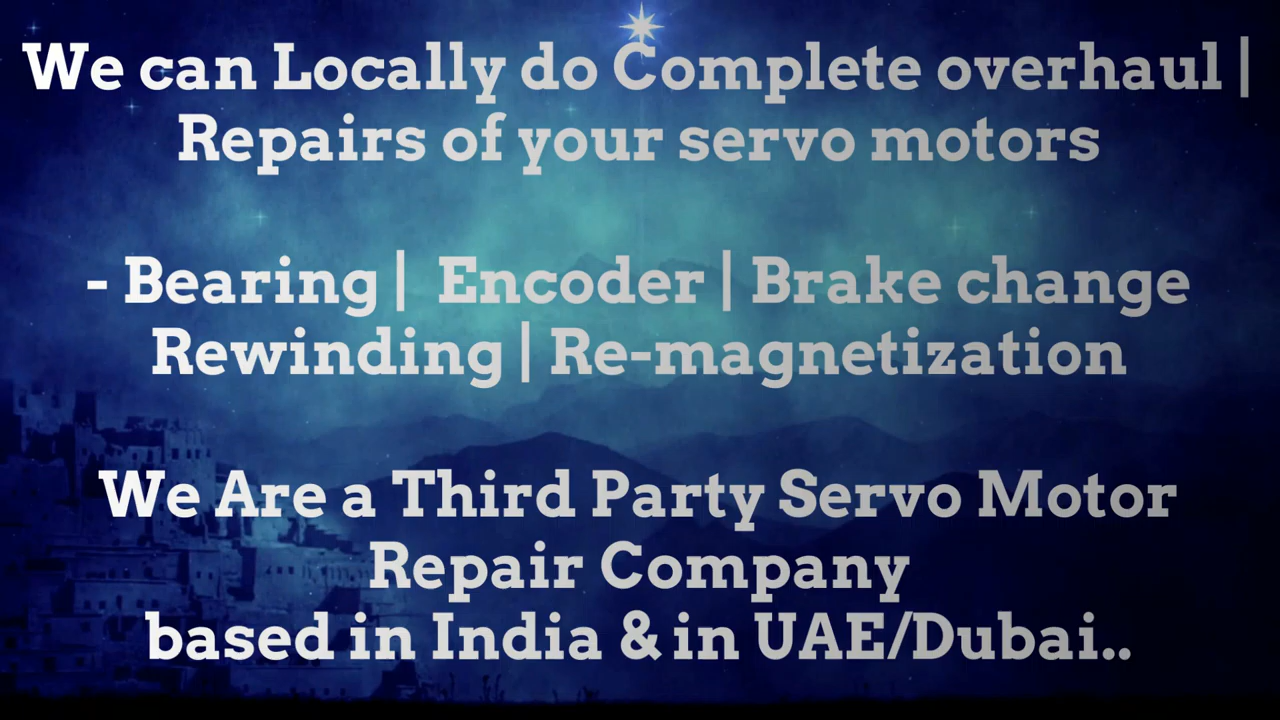 We can Locally do Complete overhaul |
Repairs of your servo motors
- Bearing | Encoder | Brake change
Rewinding | Re-magnetization
We Are a Third Party Servo Motor
Repair Company
based in India & in UAE/Dubai..